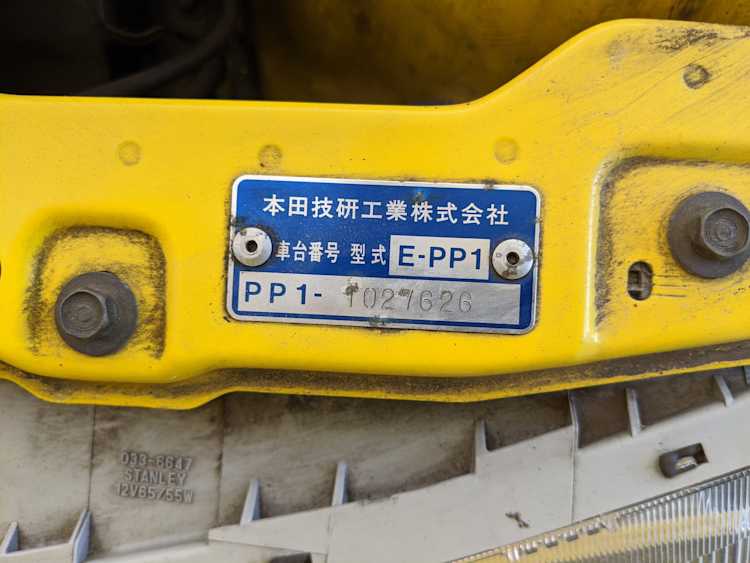 本田技研工業株式会社
車台番号 型式 E-PP1
PP1- 1027626
033-6647
STANLEY
12V65/55W